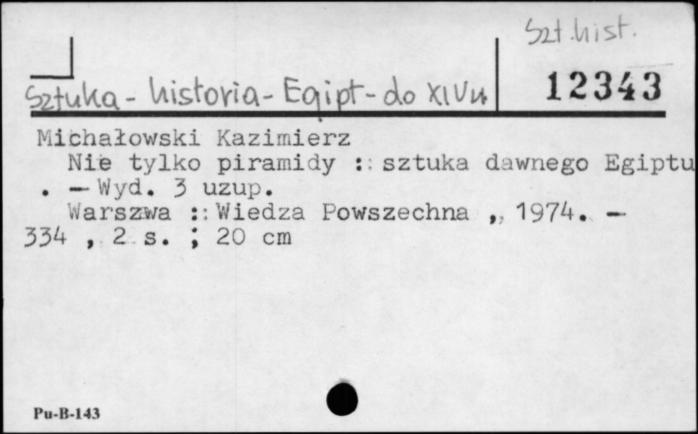 Szt.hist.
12343
Sztuka - historia - Egipt - do XIVw
Michałowski Kazimierz
Nie tylko piramidy : sztuka dawnego Egiptu
. — Wyd. 3 uzup.
Warszwa : Wiedza Powszechna , 1974. —
334 , 2 s. ; 20 cm
Pu-B-143